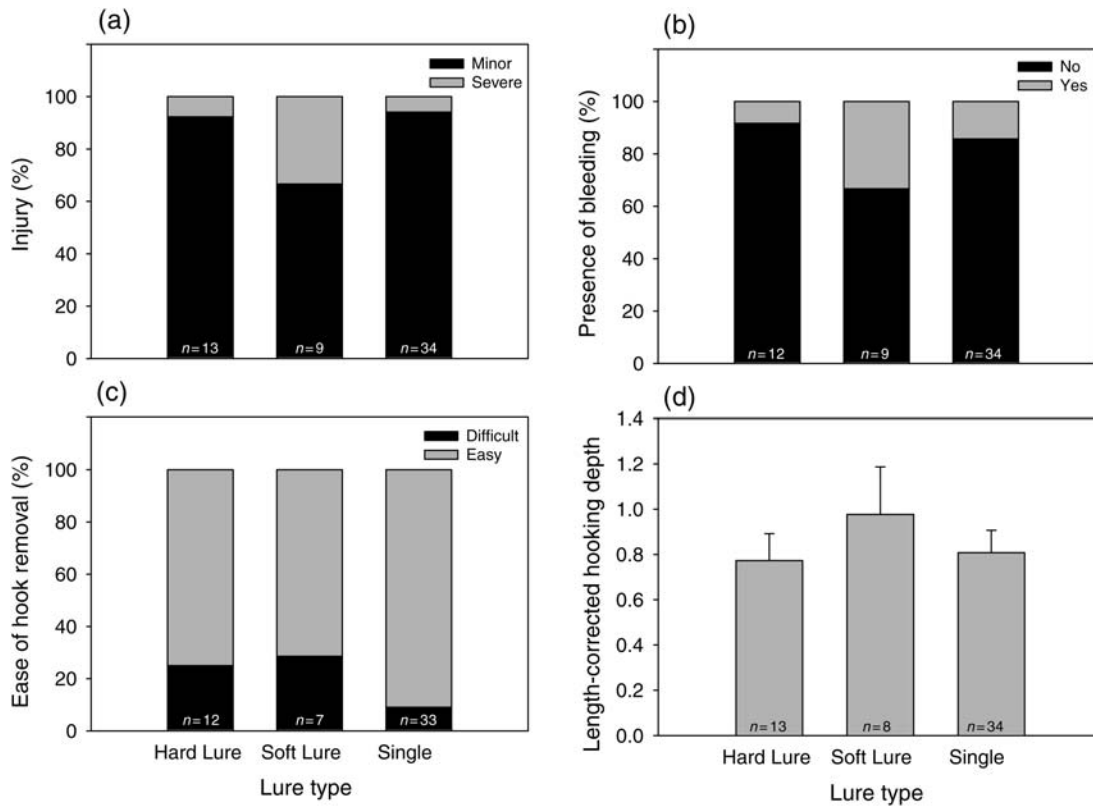 (a)
Minor
Severe
100
80
60
40
20
0
Injury (%)
n=13
n=9
n=34
(b)
No
Yes
100
80
60
40
20
0
Presence of bleeding (%)
n=12
n=9
n=34
(c)
Difficult
Easy
100
80
60
40
20
0
Ease of hook removal (%)
n=12
n=7
n=33
Hard Lure
Soft Lure
Single
Lure type
(d)
1.4
1.2
1.0
0.8
0.6
0.4
0.2
0.0
Length-corrected hooking depth
n=13
n=8
n=34
Hard Lure
Soft Lure
Single
Lure type